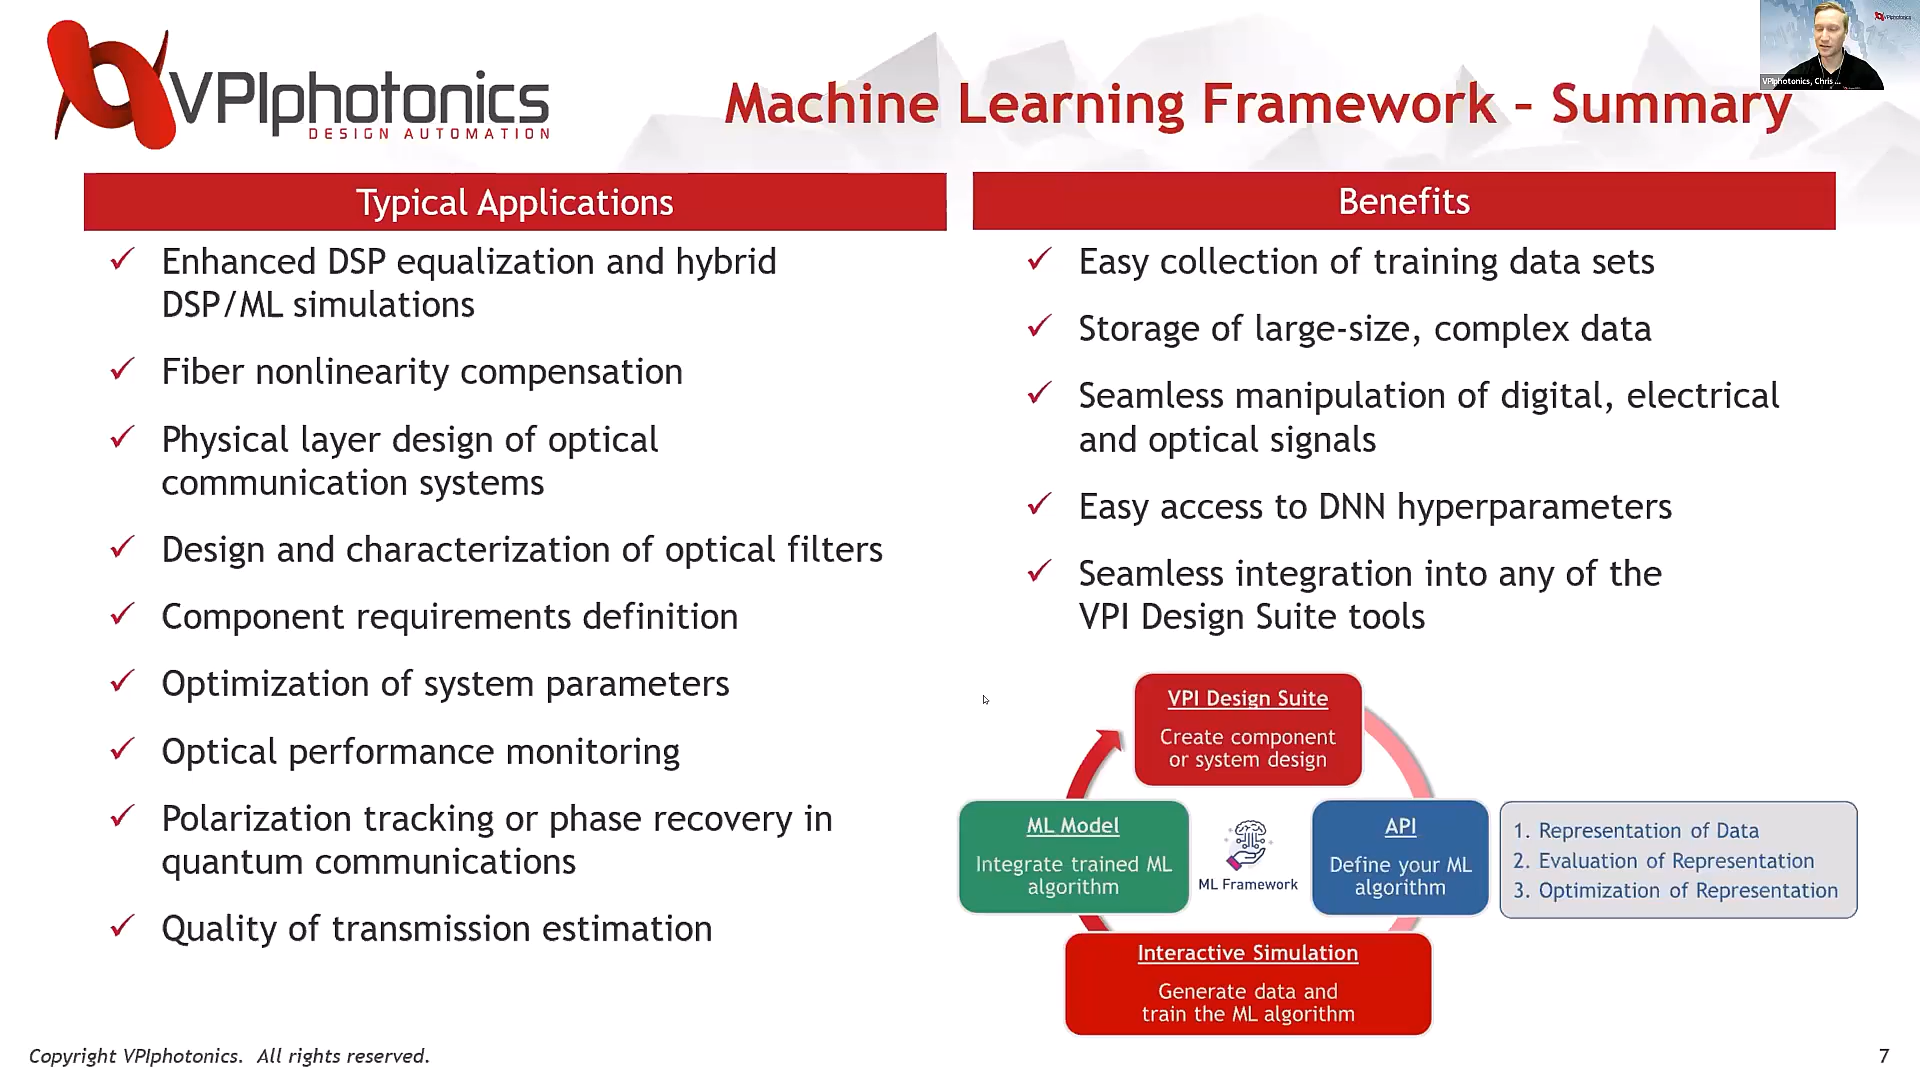 VPIphotonics
DESIGN AUTOMATION
Machine Learning Framework – Summary
VPIphotonics
VPIphotonics, Chris ...
Typical Applications
✓ Enhanced DSP equalization and hybrid
DSP/ML simulations
✓ Fiber nonlinearity compensation
✓ Physical layer design of optical
communication systems
✓ Design and characterization of optical filters
✓ Component requirements definition
✓ Optimization of system parameters
✓ Optical performance monitoring
✓ Polarization tracking or phase recovery in
quantum communications
✓ Quality of transmission estimation
Benefits
✓ Easy collection of training data sets
✓ Storage of large-size, complex data
✓ Seamless manipulation of digital, electrical
and optical signals
✓ Easy access to DNN hyperparameters
✓ Seamless integration into any of the
VPI Design Suite tools
VPI Design Suite
Create component
or system design
ML Model
Integrate trained ML
algorithm
ML Framework
API
Define your ML
algorithm
1. Representation of Data
2. Evaluation of Representation
3. Optimization of Representation
Interactive Simulation
Generate data and
train the ML algorithm
Copyright VPIphotonics. All rights reserved.
7